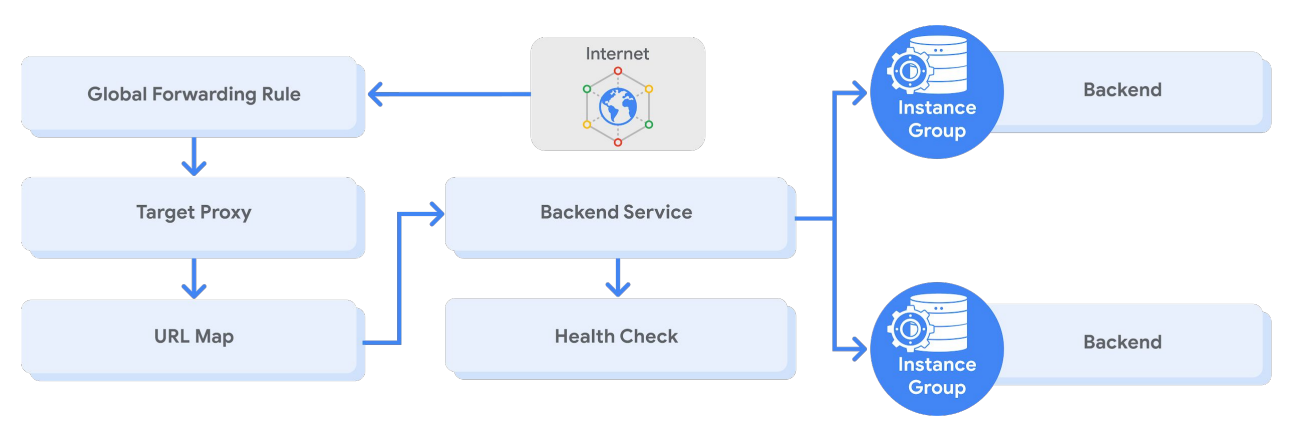 Internet
Global Forwarding Rule
Target Proxy
URL Map
Backend Service
Health Check
Instance
Group
Backend
Instance
Group
Backend